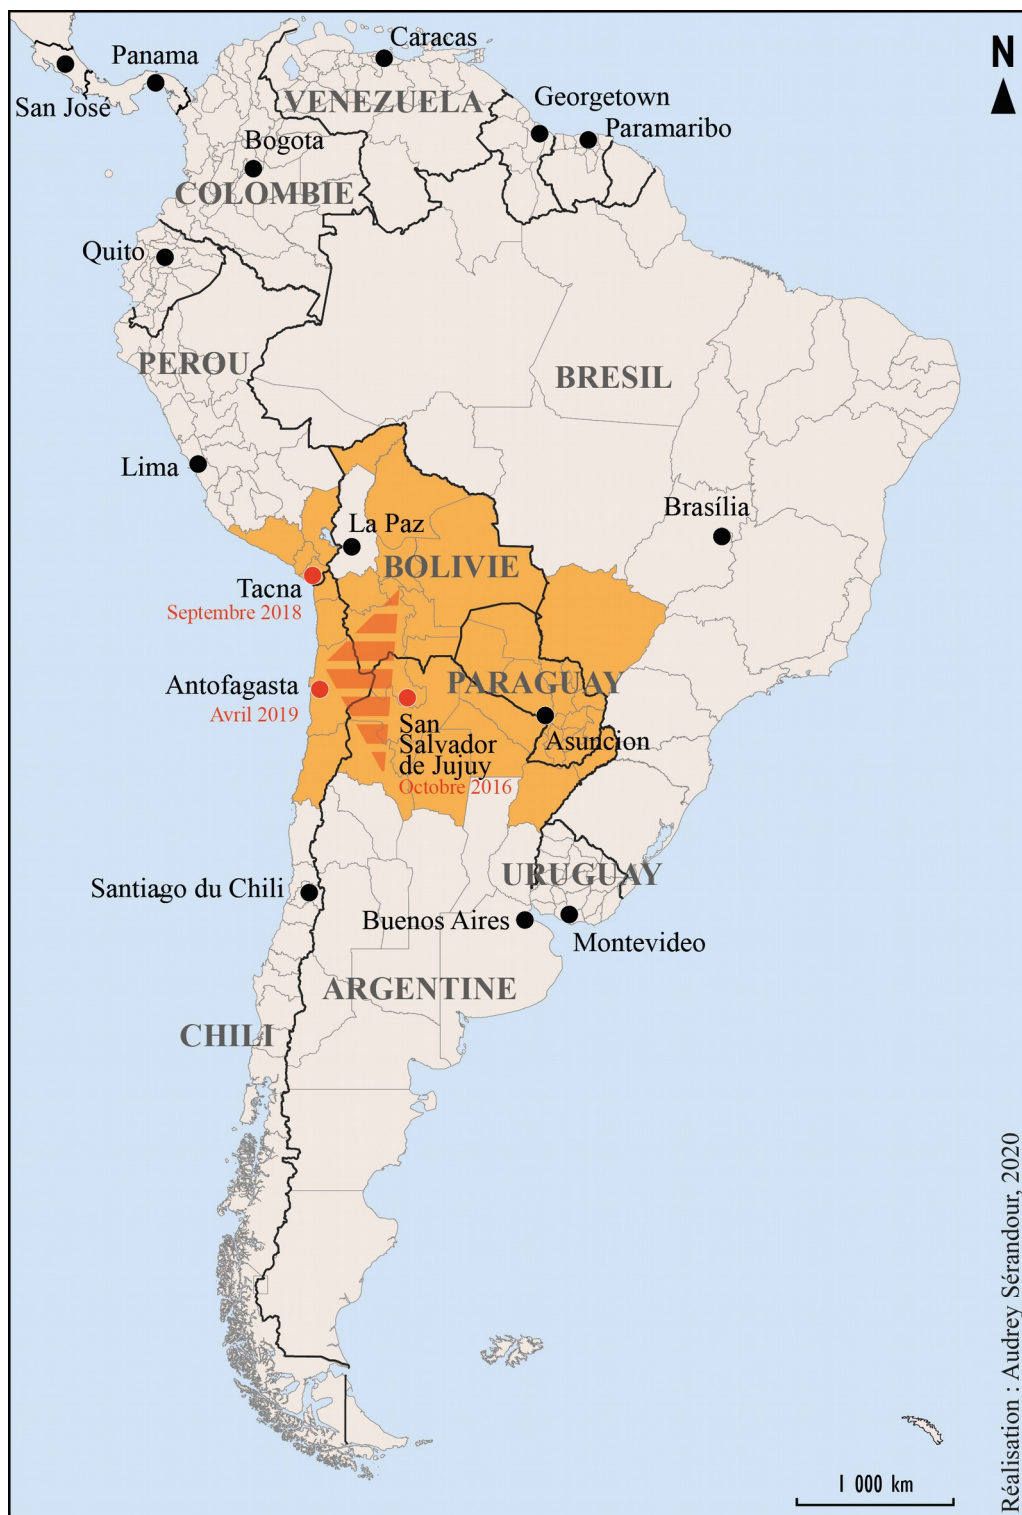 Caracas
N
Panama
San José
VENEZUELA
Georgetown
Paramaribo
Bogota
COLOMBIE
Quito
PEROU
BRESIL
Lima
Brasília
La Paz
BOLIVIE
Tacna
Septembre 2018
Antofagasta
Avril 2019
PARAGUAY
San
Salvador
de Jujuy
Octobre 2016
Asuncion
URUGUAY
Santiago du Chili
Buenos Aires
Montevideo
ARGENTINE
CHILI
1 000 km
Réalisation : Audrey Sérandour, 2020